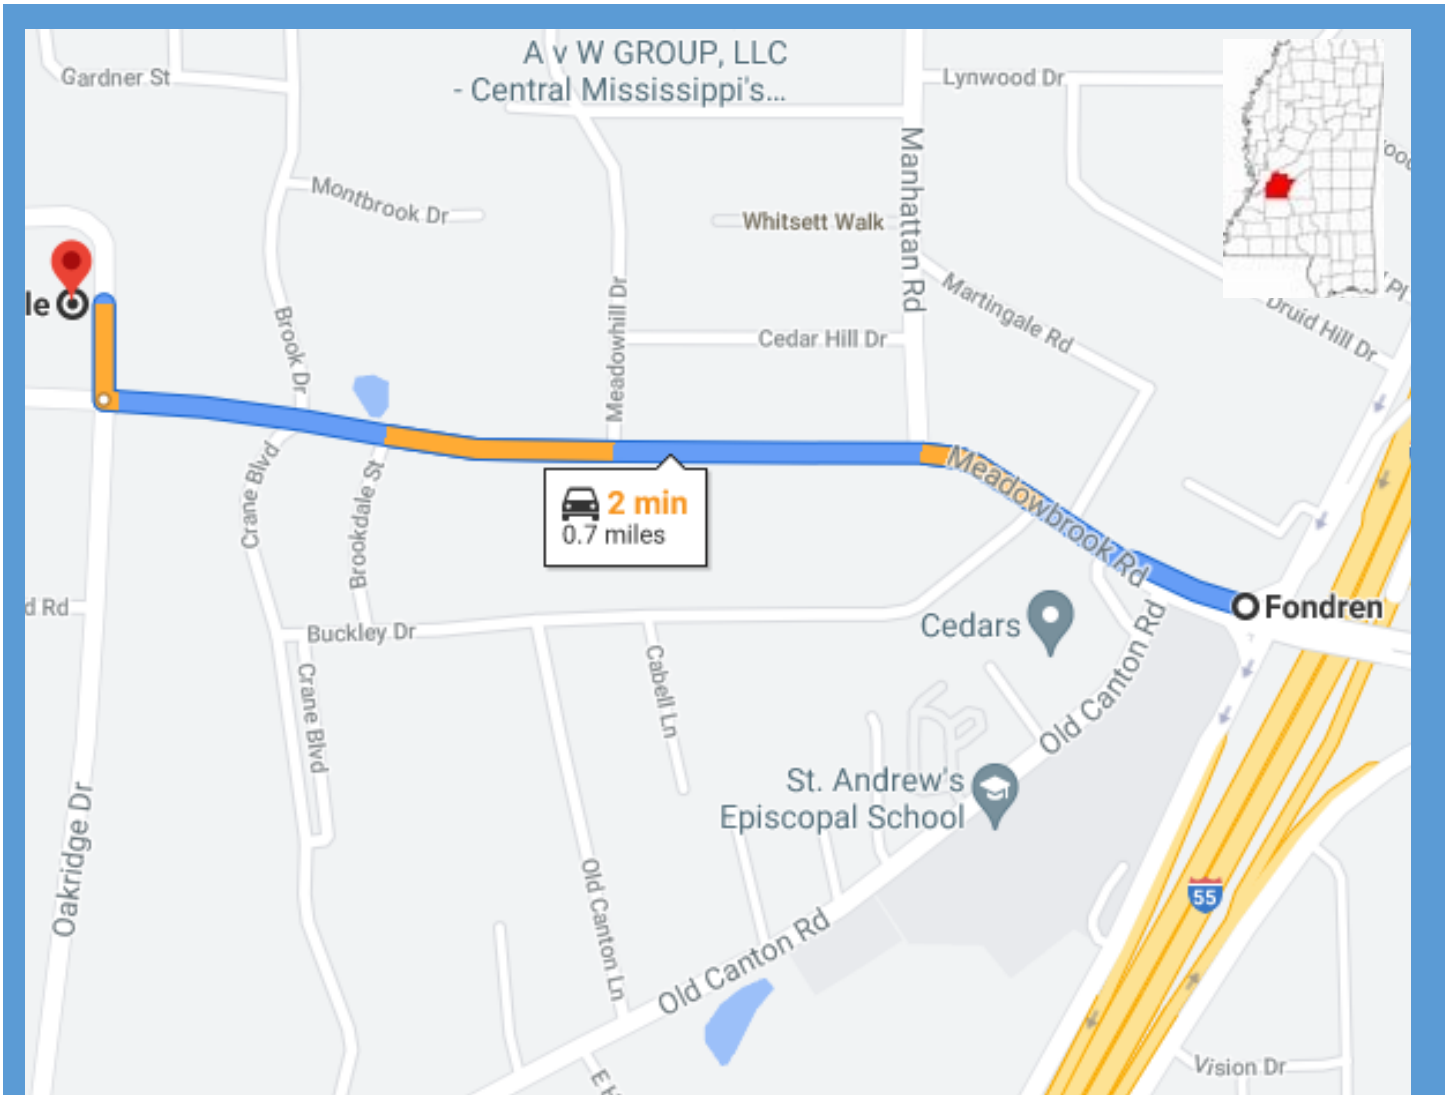 A v W GROUP, LLC
- Central Mississippi's...
Gardner St
Lynwood Dr
Montbrook Dr
Whitsett Walk
Manhattan Rd
Martingale Rd
Druid Hill Dr
Pl
le
Brook Dr
Meadowhill Dr
Cedar Hill Dr
Crane Blvd
Brookdale St
2 min
0.7 miles
Meadowbrook Rd
Fondren
d Rd
Buckley Dr
Cedars
Crane Blvd
Cabell Ln
Old Canton Rd
St. Andrew's
Episcopal School
Oakridge Dr
Old Canton Ln
55
Old Canton Rd
Vision Dr